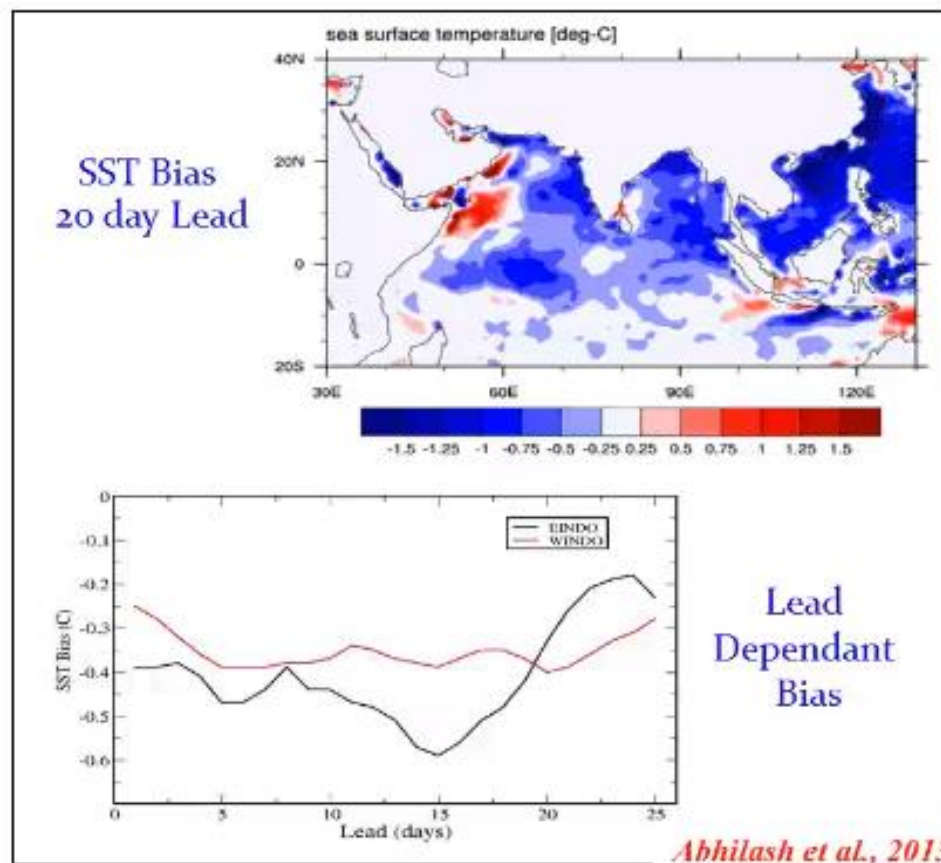 sea surface temperature [deg-C]
SST Bias
20 day Lead
40N
20N
0
20S
30E 60E 90E 120E
-1.5 -1.25 -1 -0.75 -0.5 -0.25 0.25 0.5 0.75 1 1.25 1.5
0
-0.1
-0.2
-0.3
-0.4
-0.5
-0.6
SST Bias (C)
EINDO
WINDO
0 5 10 15 20 25
Lead (days)
Lead
Dependant
Bias
Abhilash et al.,